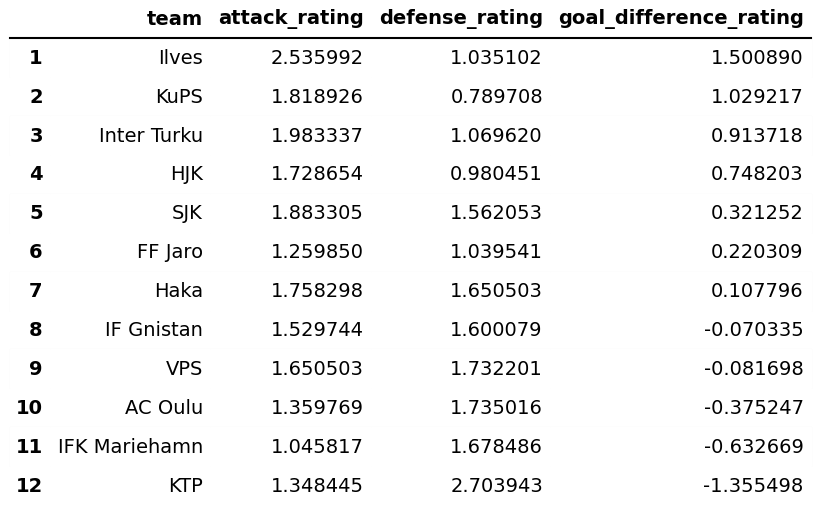 team attack_rating defense_rating goal_difference_rating
1 Ilves 2.535992 1.035102 1.500890
2 KuPS 1.818926 0.789708 1.029217
3 Inter Turku 1.983337 1.069620 0.913718
4 HJK 1.728654 0.980451 0.748203
5 SJK 1.883305 1.562053 0.321252
6 FF Jaro 1.259850 1.039541 0.220309
7 Haka 1.758298 1.650503 0.107796
8 IF Gnistan 1.529744 1.600079 -0.070335
9 VPS 1.650503 1.732201 -0.081698
10 AC Oulu 1.359769 1.735016 -0.375247
11 IFK Mariehamn 1.045817 1.678486 -0.632669
12 KTP 1.348445 2.703943 -1.355498